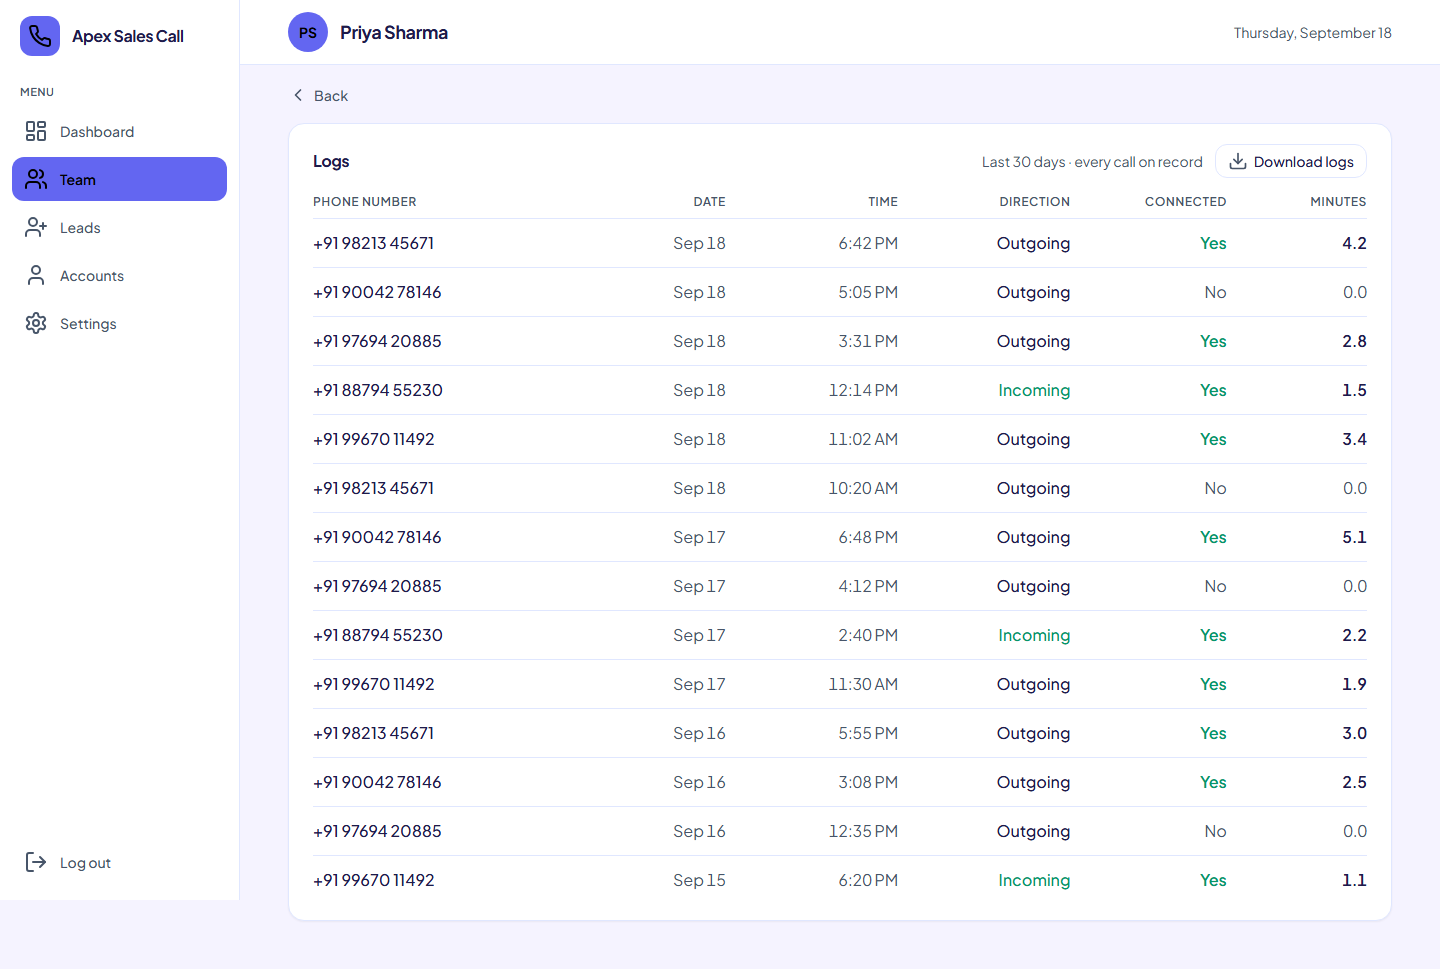 Apex Sales Call
PS
Priya Sharma
Thursday, September 18
MENU
Dashboard
Team
Leads
Accounts
Settings
Log out
Back
Logs
Last 30 days · every call on record
Download logs
PHONE NUMBER DATE TIME DIRECTION CONNECTED MINUTES
+91 98213 45671 Sep 18 6:42 PM Outgoing Yes 4.2
+91 90042 78146 Sep 18 5:05 PM Outgoing No 0.0
+91 97694 20885 Sep 18 3:31 PM Outgoing Yes 2.8
+91 88794 55230 Sep 18 12:14 PM Incoming Yes 1.5
+91 99670 11492 Sep 18 11:02 AM Outgoing Yes 3.4
+91 98213 45671 Sep 18 10:20 AM Outgoing No 0.0
+91 90042 78146 Sep 17 6:48 PM Outgoing Yes 5.1
+91 97694 20885 Sep 17 4:12 PM Outgoing No 0.0
+91 88794 55230 Sep 17 2:40 PM Incoming Yes 2.2
+91 99670 11492 Sep 17 11:30 AM Outgoing Yes 1.9
+91 98213 45671 Sep 16 5:55 PM Outgoing Yes 3.0
+91 90042 78146 Sep 16 3:08 PM Outgoing Yes 2.5
+91 97694 20885 Sep 16 12:35 PM Outgoing No 0.0
+91 99670 11492 Sep 15 6:20 PM Incoming Yes 1.1